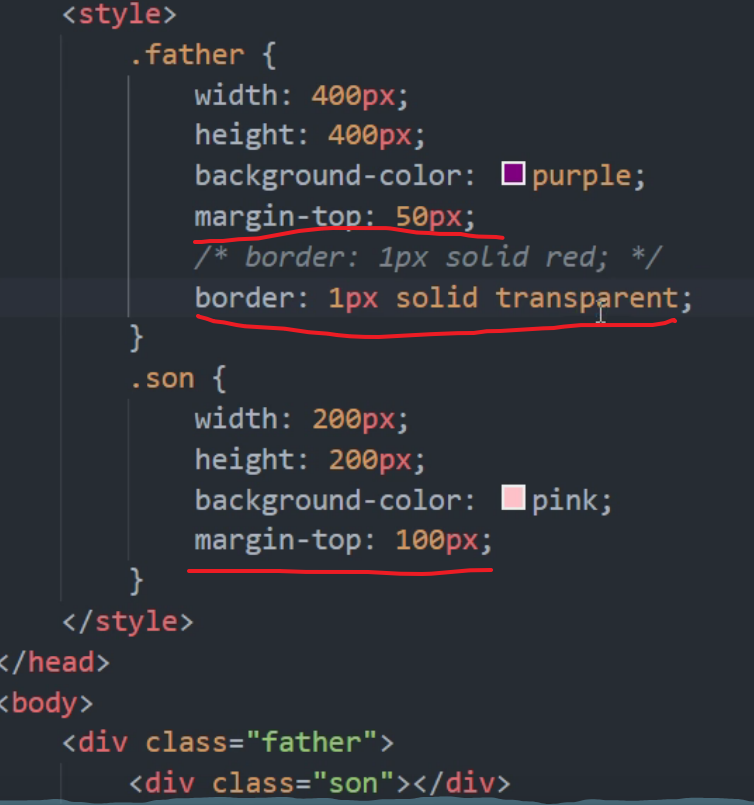 <style>
.father {
width: 400px;
height: 400px;
background-color: purple;
margin-top: 50px;
/* border: 1px solid red; */
border: 1px solid transparent;
}
.son {
width: 200px;
height: 200px;
background-color: pink;
margin-top: 100px;
}
</style>
</head>
<body>
<div class="father">
<div class="son"></div>